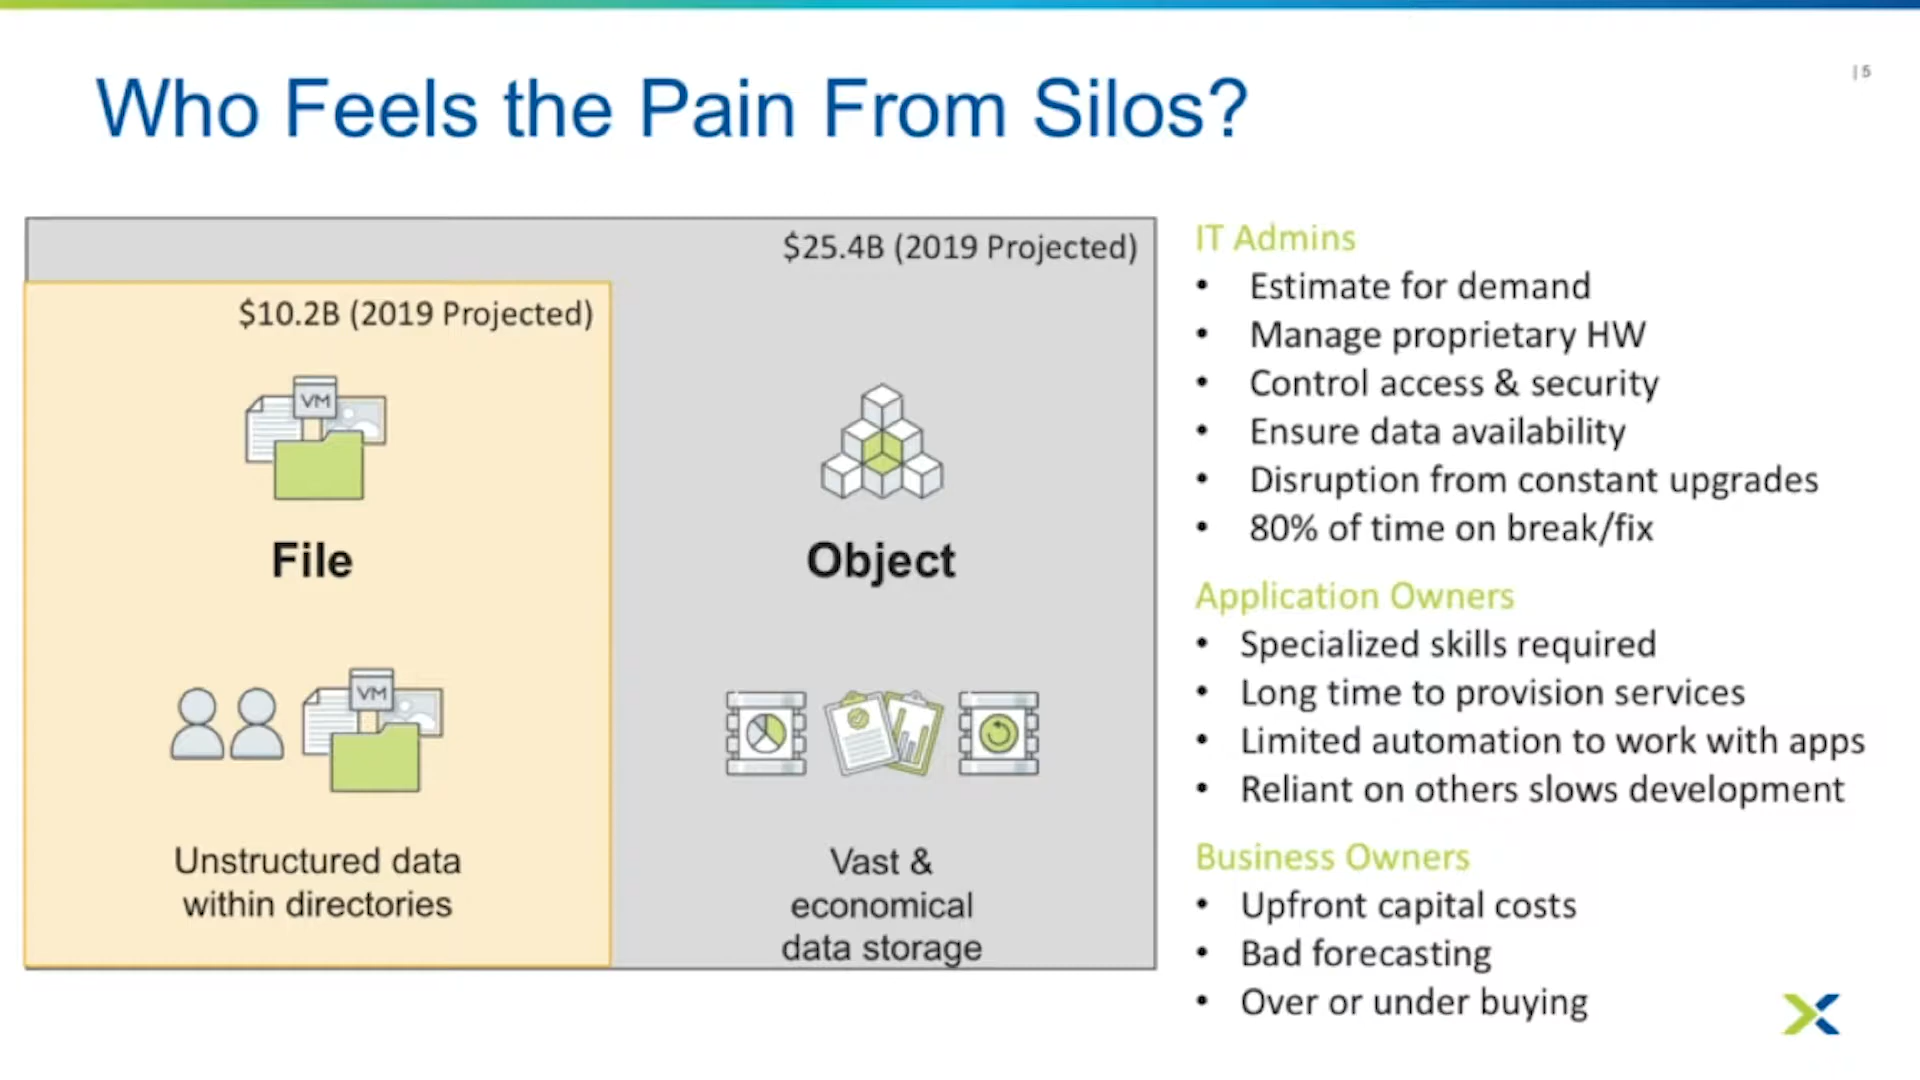 Who Feels the Pain From Silos?
| 5
$25.4B (2019 Projected)
$10.2B (2019 Projected)
VM
File
VM
Unstructured data
within directories
Object
Vast &
economical
data storage
IT Admins
• Estimate for demand
• Manage proprietary HW
• Control access & security
• Ensure data availability
• Disruption from constant upgrades
• 80% of time on break/fix
Application Owners
• Specialized skills required
• Long time to provision services
• Limited automation to work with apps
• Reliant on others slows development
Business Owners
• Upfront capital costs
• Bad forecasting
• Over or under buying